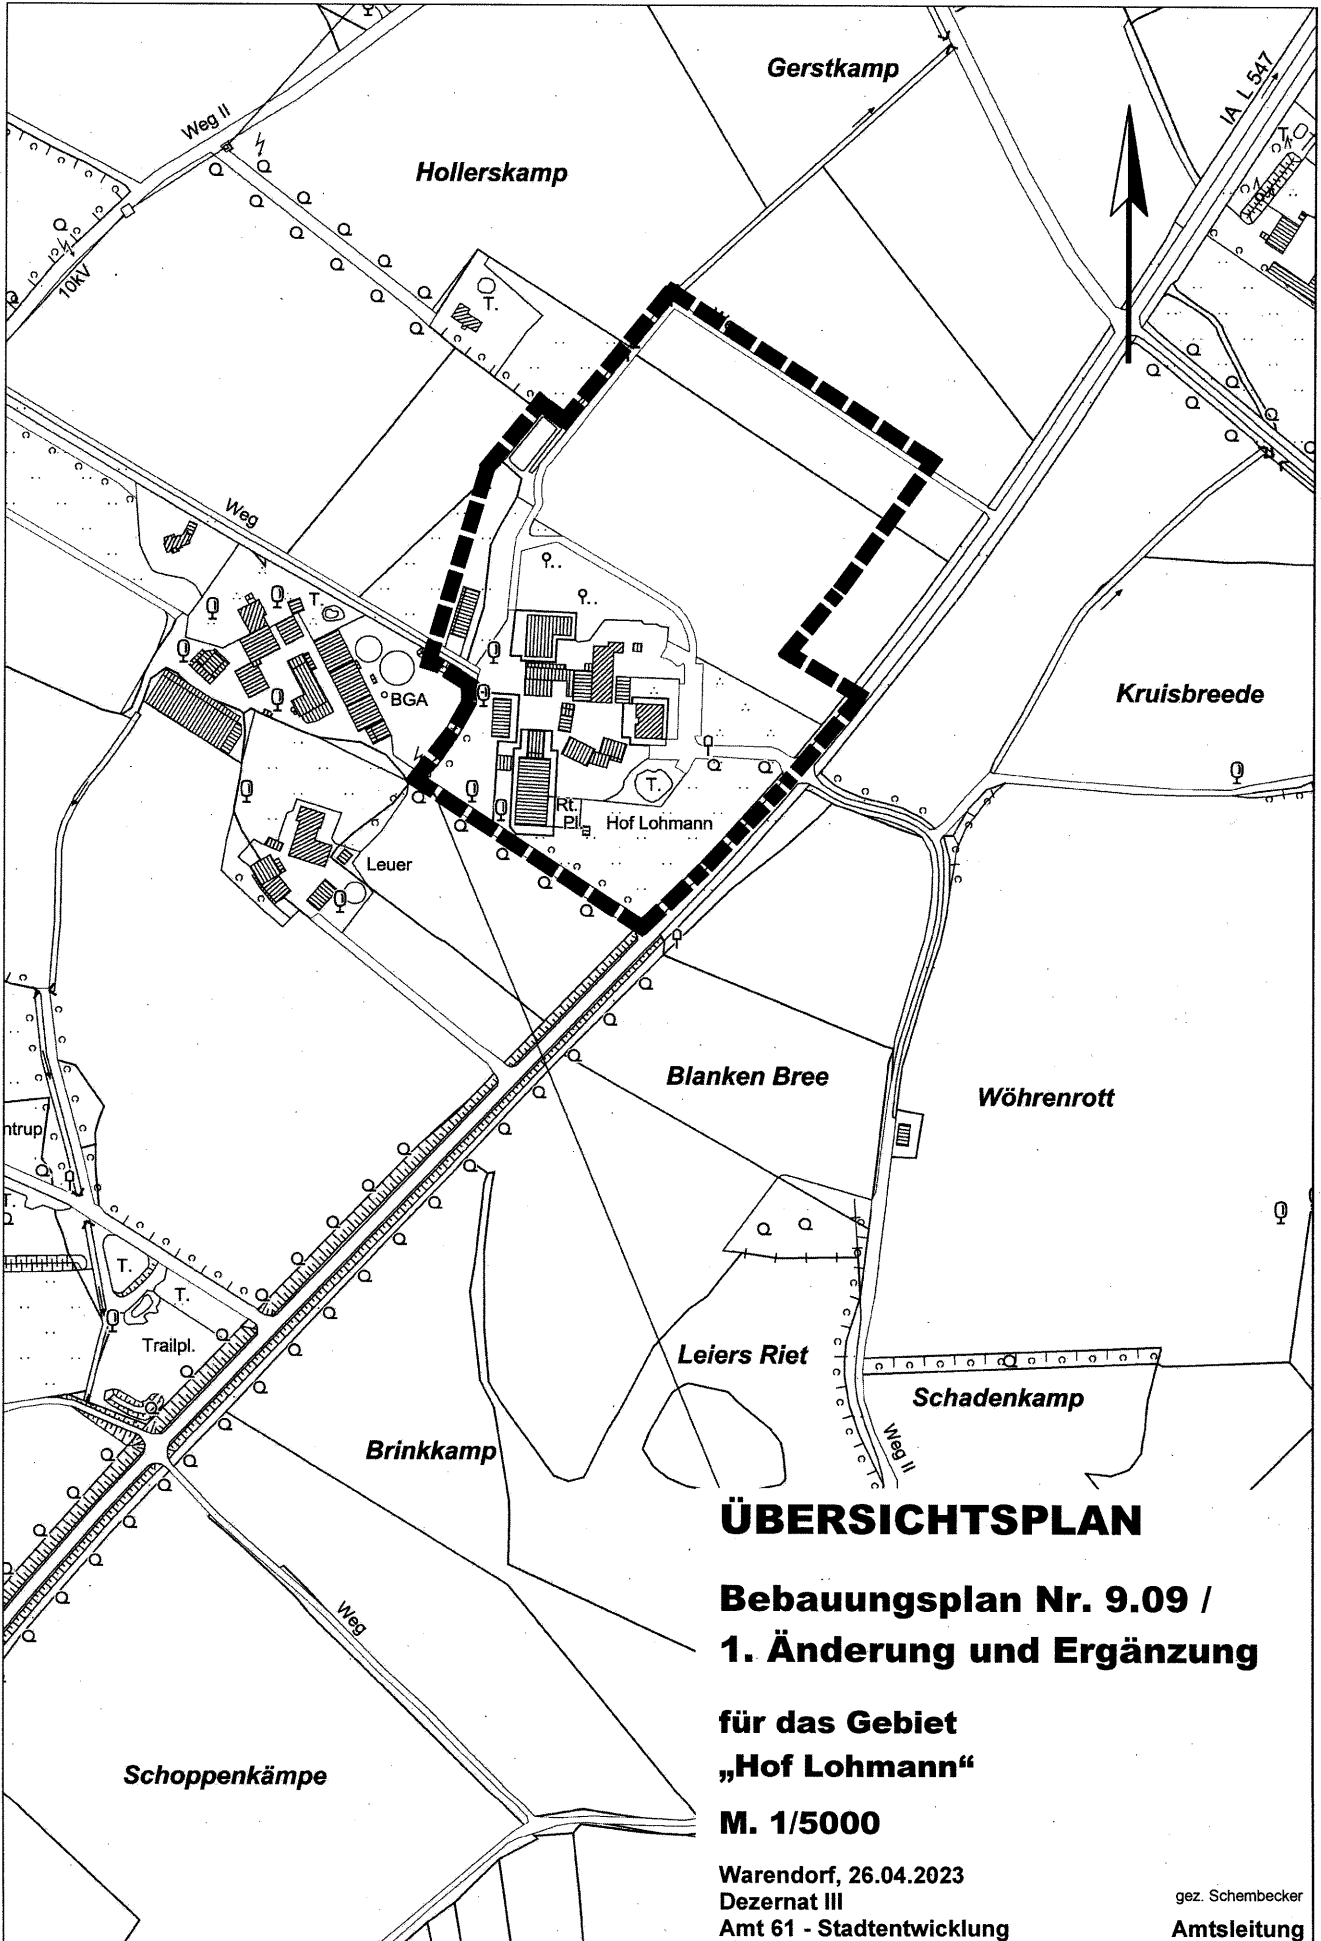 Gerstkamp
IA L 547
Weg II
Hollerskamp
T.
10kV
T.
Weg
T.
BGA
Kruisbreede
T.
Rt.
Pl.
Hof Lohmann
Leuer
Blanken Bree
Wöhrenrott
ntrup
T.
T.
T.
Trailpl.
Leiers Riet
Schadenkamp
Weg II
Brinkkamp
Weg
Schoppenkämpe
ÜBERSICHTSPLAN
Bebauungsplan Nr. 9.09 /
1. Änderung und Ergänzung
für das Gebiet
„Hof Lohmann“
M. 1/5000
Warendorf, 26.04.2023
Dezernat III
Amt 61 - Stadtentwicklung
gez. Schembecker
Amtsleitung